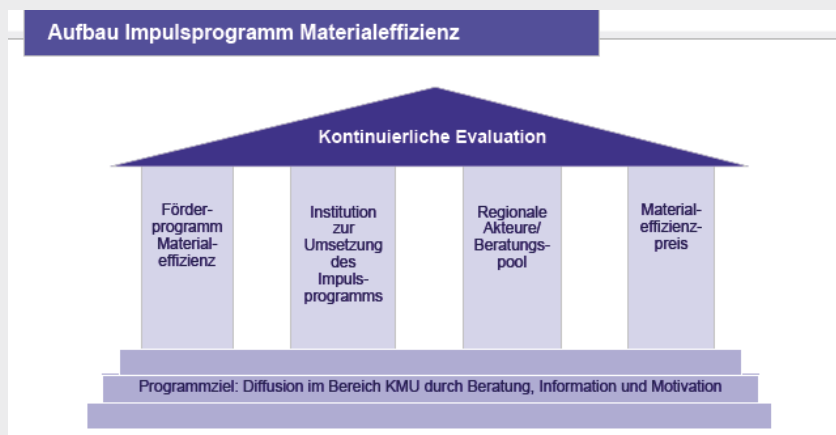 Aufbau Impulsprogramm Materialeffizienz
Kontinuierliche Evaluation
Förder-
programm
Material-
effizienz
Institution
zur
Umsetzung
des
Impuls-
programms
Regionale
Akteure/
Beratungs-
pool
Material-
effizienz-
preis
Programmziel: Diffusion im Bereich KMU durch Beratung, Information und Motivation